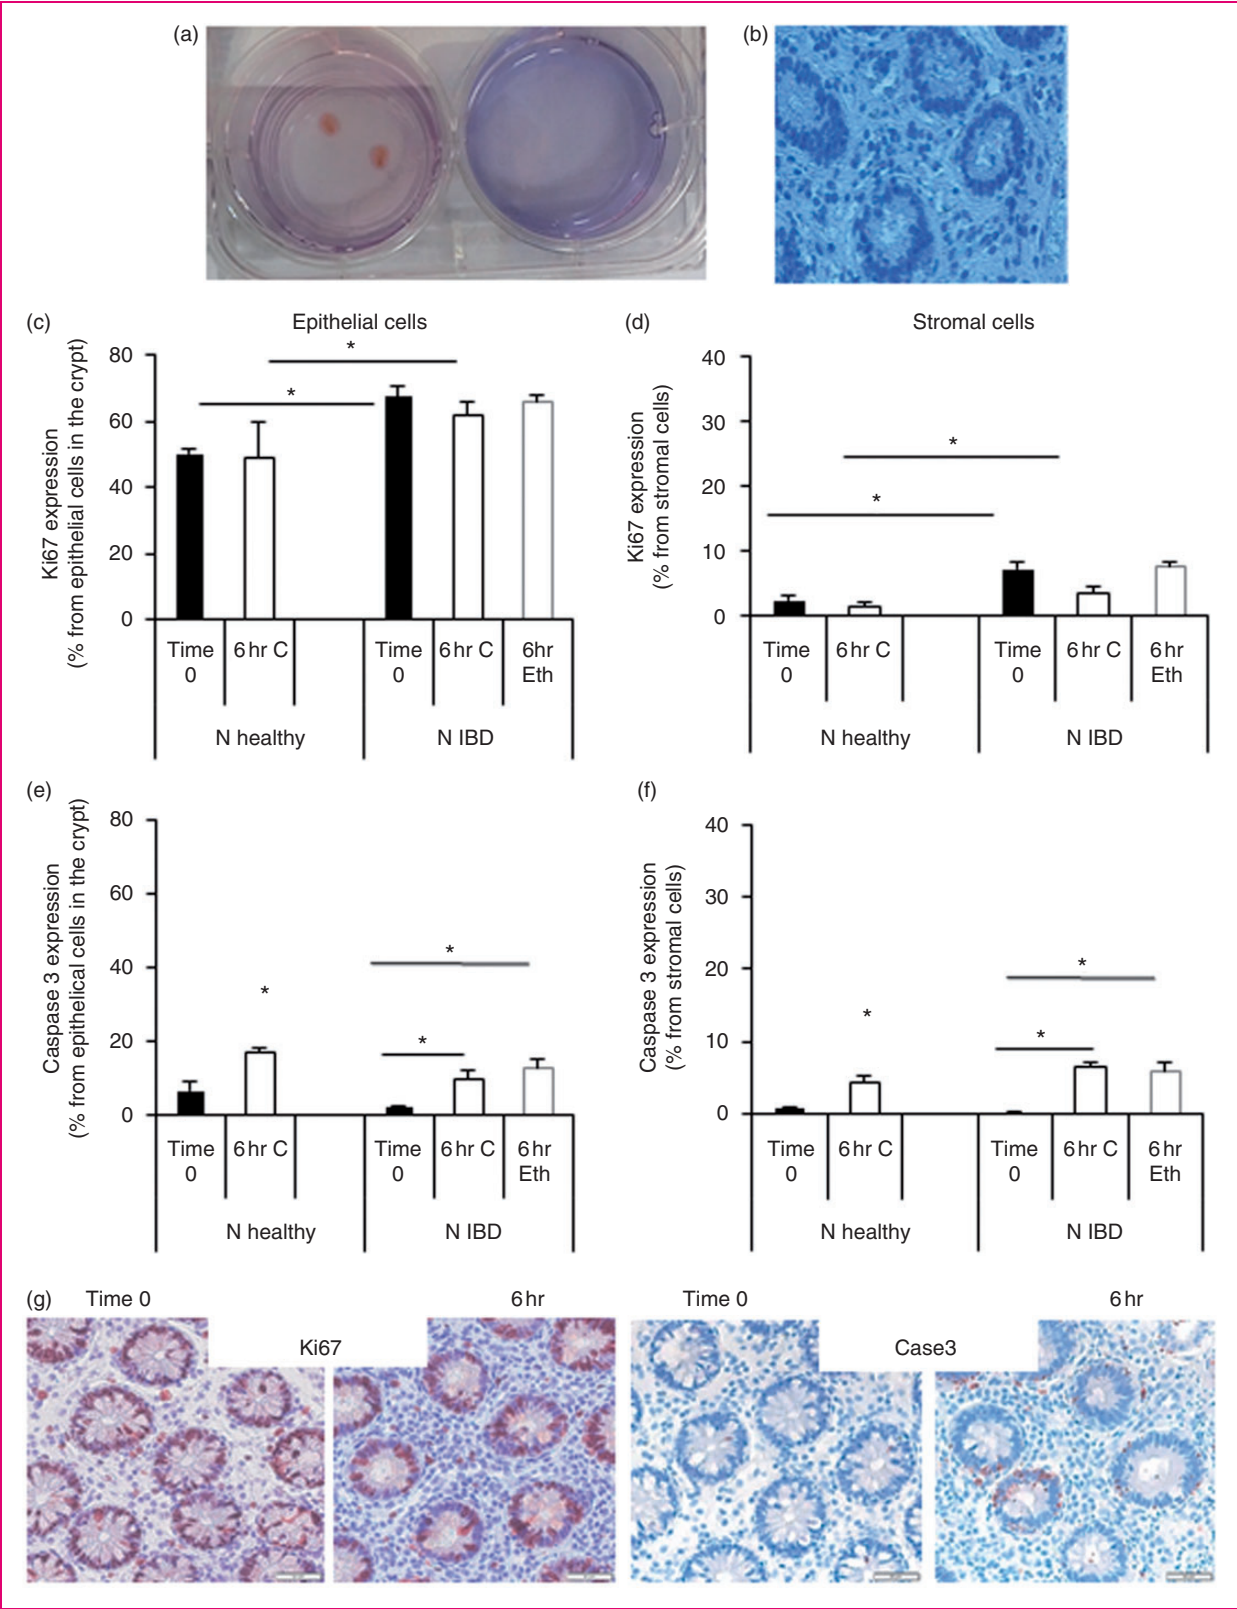 (a)
(b)
(c)
Epithelial cells
Ki67 expression
(% from epithelial cells in the crypt)
80
60
40
20
0
*
*
Time
0
6 hr C
Time
0
6 hr C
6hr
Eth
N healthy
N IBD
(d)
Stromal cells
Ki67 expression
(% from stromal cells)
40
30
20
10
0
*
*
Time
0
6 hr C
Time
0
6 hr C
6 hr
Eth
N healthy
N IBD
(e)
Caspase 3 expression
(% from epithelical cells in the crypt)
80
60
40
20
0
*
*
*
Time
0
6 hr C
Time
0
6 hr C
6 hr
Eth
N healthy
N IBD
(f)
Caspase 3 expression
(% from stromal cells)
40
30
20
10
0
*
*
*
Time
0
6 hr C
Time
0
6 hr C
6 hr
Eth
N healthy
N IBD
(g)
Time 0
6 hr
Time 0
6 hr
Ki67
Case3